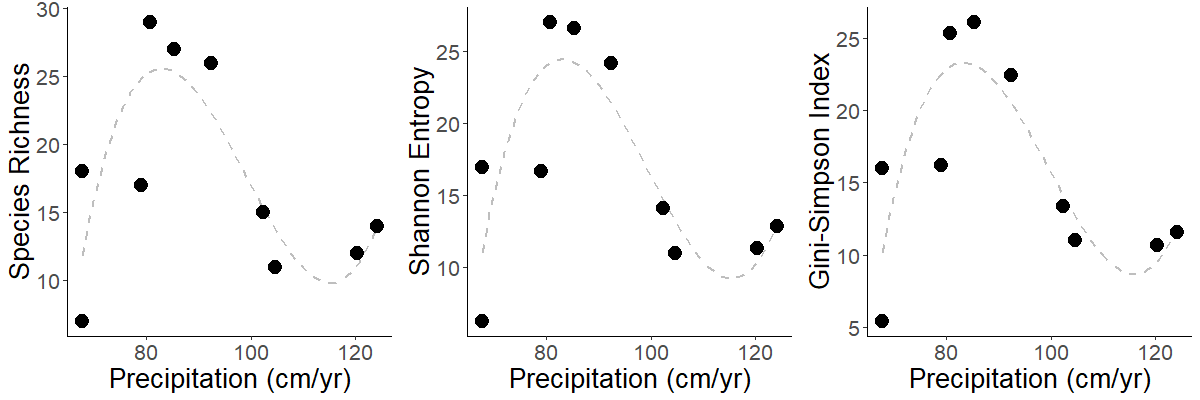 Species Richness
30
25
20
15
10
80 100 120
Precipitation (cm/yr)
Shannon Entropy
25
20
15
10
80 100 120
Precipitation (cm/yr)
Gini-Simpson Index
25
20
15
10
5
80 100 120
Precipitation (cm/yr)